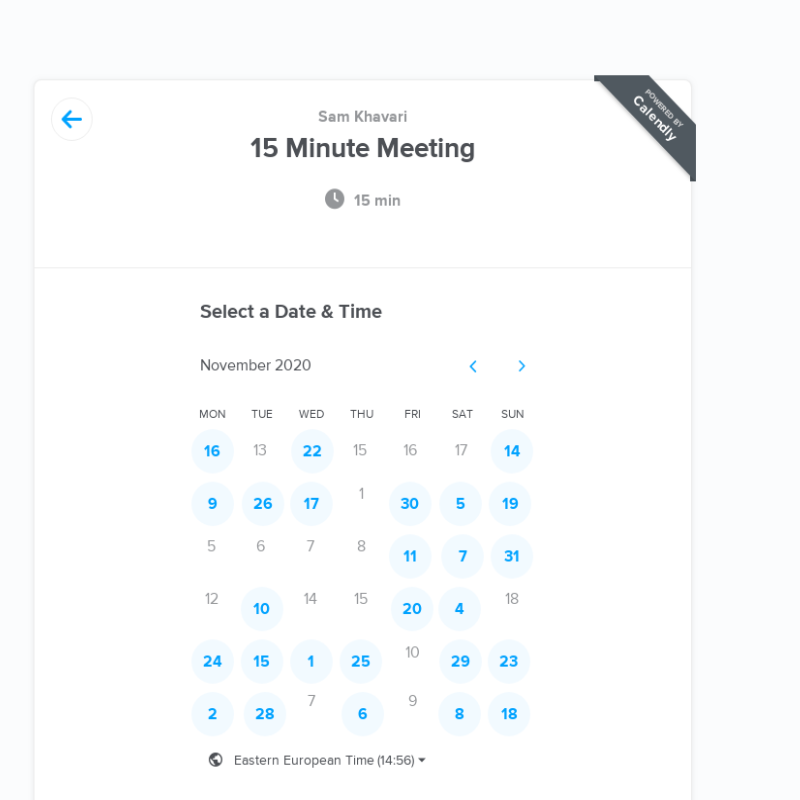 POWERED BY
Calendly
Sam Khavari
15 Minute Meeting
15 min
Select a Date & Time
November 2020
MON TUE WED THU FRI SAT SUN
16 13 22 15 16 17 14
9 26 17 1 30 5 19
5 6 7 8 11 7 31
12 10 14 15 20 4 18
24 15 1 25 10 29 23
2 28 7 6 9 8 18
Eastern European Time (14:56)